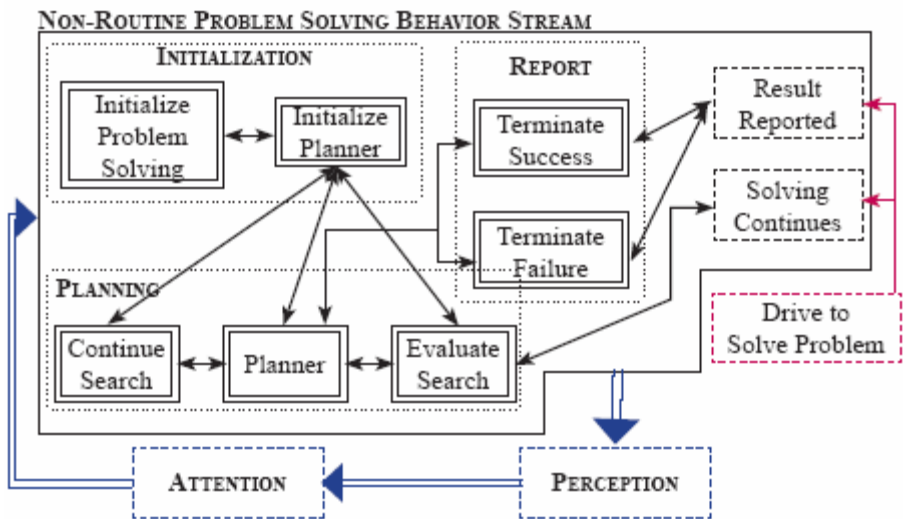 NON-ROUTINE PROBLEM SOLVING BEHAVIOR STREAM
INITIALIZATION
Initialize
Problem
Solving
Initialize
Planner
REPORT
Terminate
Success
Terminate
Failure
Result
Reported
Solving
Continues
Drive to
Solve Problem
PLANNING
Continue
Search
Planner
Evaluate
Search
ATTENTION
PERCEPTION